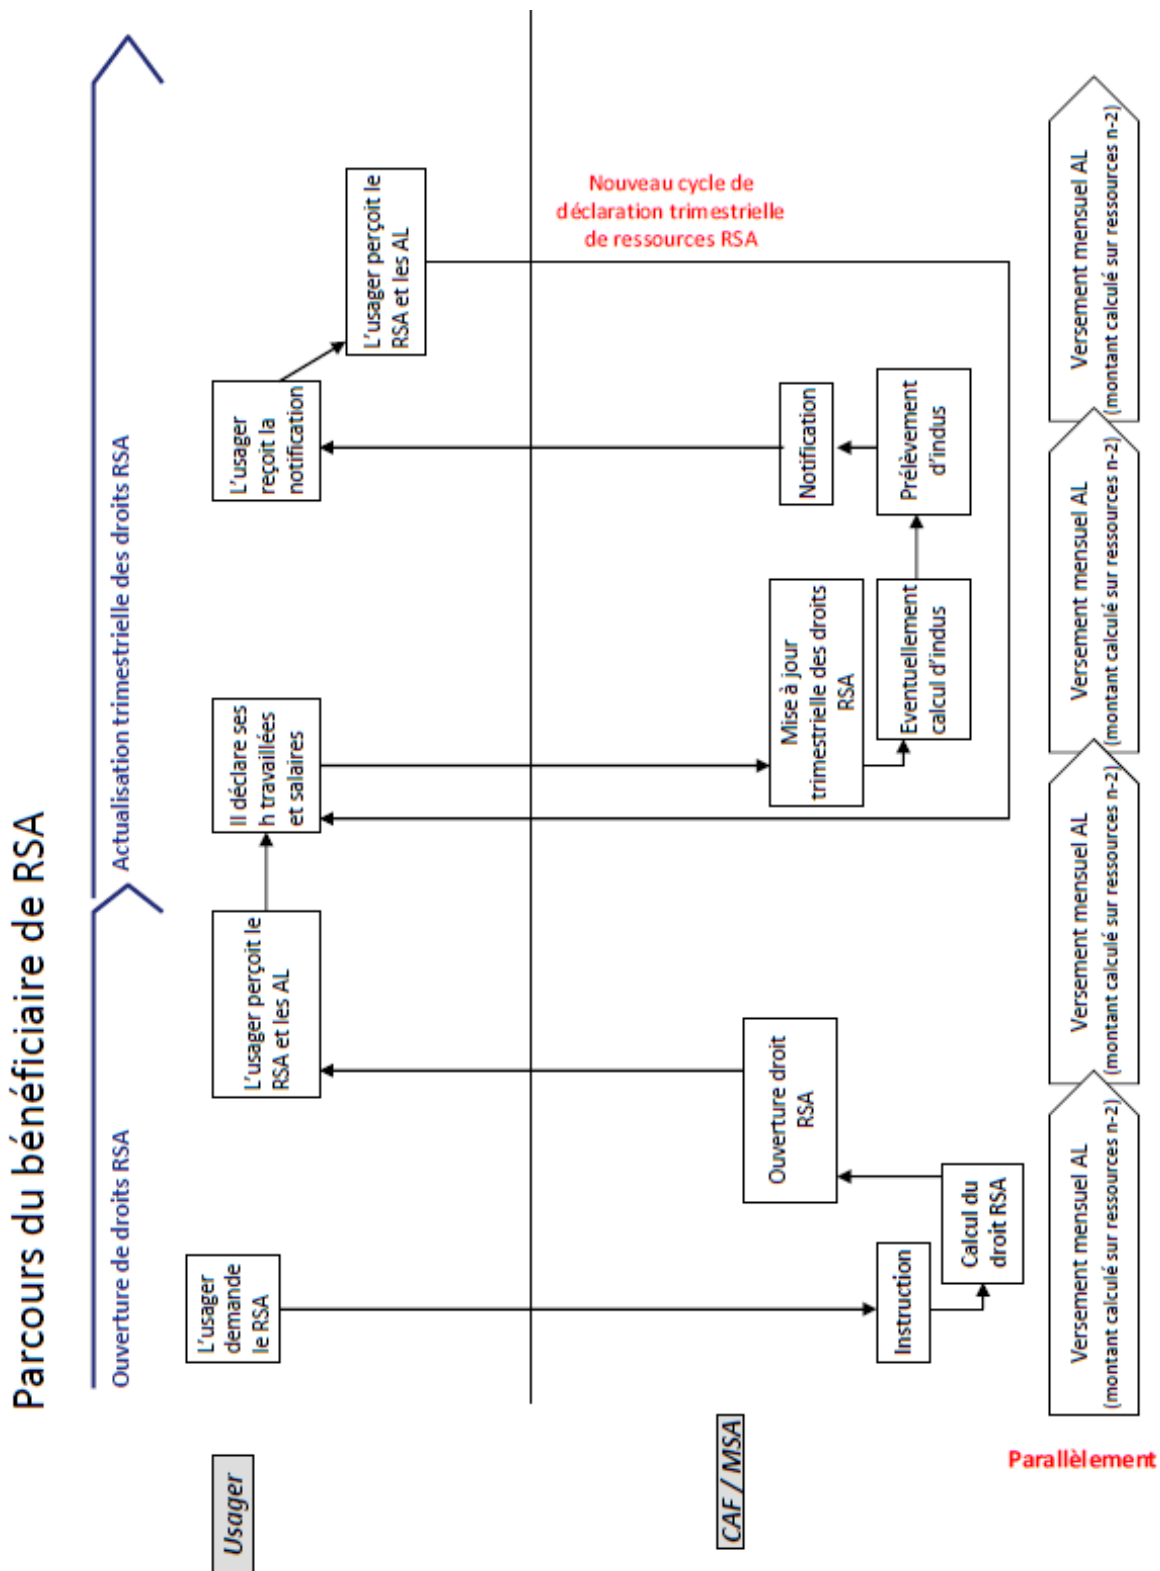 Parcours du bénéficiaire de RSA
Ouverture de droits RSA
Actualisation trimestrielle des droits RSA
Usager
L'usager
demande
le RSA
L'usager perçoit le
RSA et les AL
Il déclare ses
h travaillées
et salaires
L'usager
reçoit la
notification
L'usager perçoit le
RSA et les AL
CAF / MSA
Instruction
Calcul du
droit RSA
Ouverture droit
RSA
Mise à jour
trimestrielle des droits
RSA
Eventuellement
calcul d'indus
Prélèvement
d'indus
Notification
Nouveau cycle de
déclaration trimestrielle
de ressources RSA
Parallèlement
Versement mensuel AL
(montant calculé sur ressources n-2)
Versement mensuel AL
(montant calculé sur ressources n-2)
Versement mensuel AL
(montant calculé sur ressources n-2)
Versement mensuel AL
(montant calculé sur ressources n-2)